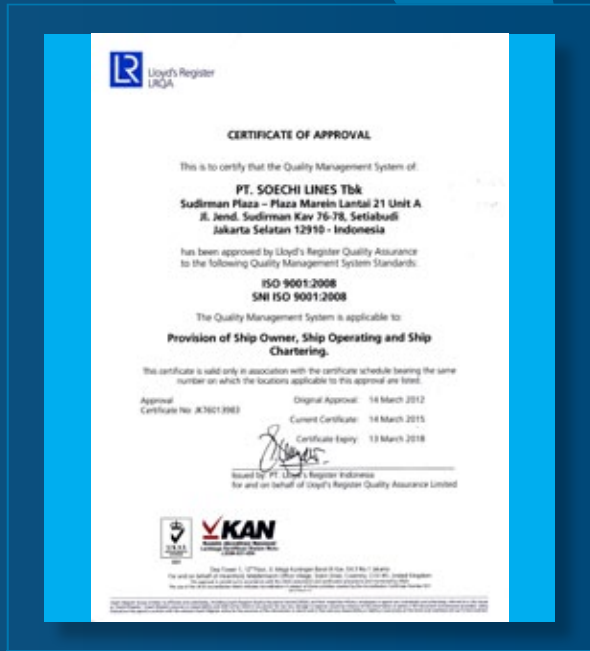 LR
Lloyd's Register
LRQA
CERTIFICATE OF APPROVAL
This is to certify that the Quality Management System of:
PT. SOECHI LINES Tbk
Sudirman Plaza – Plaza Marein Lantai 21 Unit A
Jl. Jend. Sudirman Kav 76-78, Setiabudi
Jakarta Selatan 12910 - Indonesia
has been approved by Lloyd's Register Quality Assurance
to the following Quality Management System Standards:
ISO 9001:2008
SNI ISO 9001:2008
The Quality Management System is applicable to:
Provision of Ship Owner, Ship Operating and Ship
Chartering.
This certificate is valid only in association with the certificate schedule bearing the same
number on which the locations applicable to this approval are listed.
Approval
Certificate No: JKT6013983
Original Approval: 14 March 2012
Current Certificate: 14 March 2015
Certificate Expiry: 13 March 2018
Issued by: PT. Lloyd's Register Indonesia
for and on behalf of Lloyd's Register Quality Assurance Limited
UKAS
KAN
Komite Akreditasi Nasional